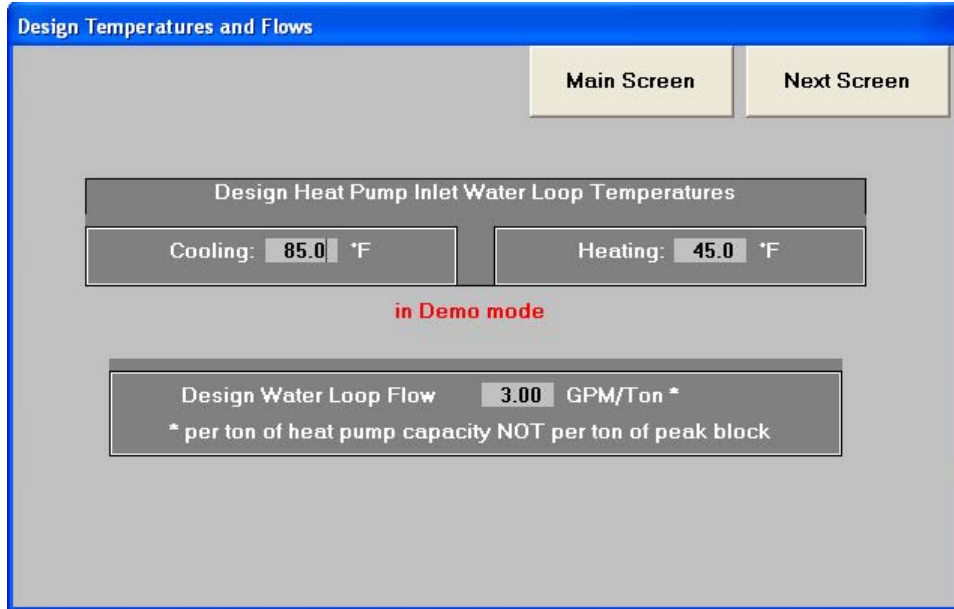 Design Temperatures and Flows
Main Screen
Next Screen
Design Heat Pump Inlet Water Loop Temperatures
Cooling: 85.0 °F
Heating: 45.0 °F
in Demo mode
Design Water Loop Flow 3.00 GPM/Ton *
* per ton of heat pump capacity NOT per ton of peak block